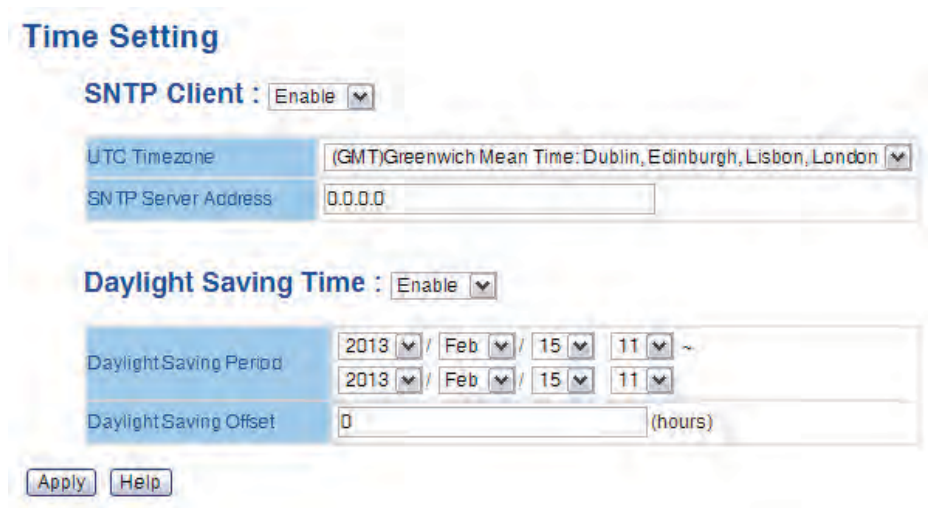 Time Setting
SNTP Client : Enable
UTC Timezone (GMT)Greenwich Mean Time: Dublin, Edinburgh, Lisbon, London
SNTP Server Address 0.0.0.0
Daylight Saving Time : Enable
Daylight Saving Period 2013 / Feb / 15 11 ~
2013 / Feb / 15 11
Daylight Saving Offset 0 (hours)
Apply Help